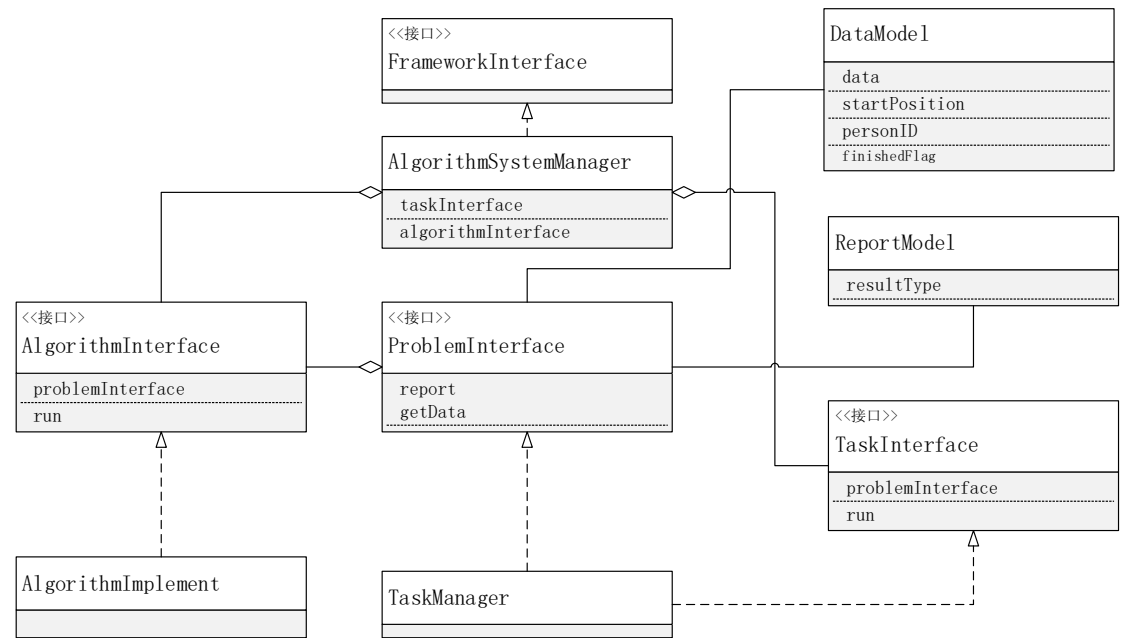 <<接口>>
FrameworkInterface
DataModel
data
startPosition
personID
finishedFlag
AlgorithmSystemManager
taskInterface
algorithmInterface
ReportModel
resultType
<<接口>>
AlgorithmInterface
problemInterface
run
<<接口>>
ProblemInterface
report
getData
<<接口>>
TaskInterface
problemInterface
run
AlgorithmImplement
TaskManager